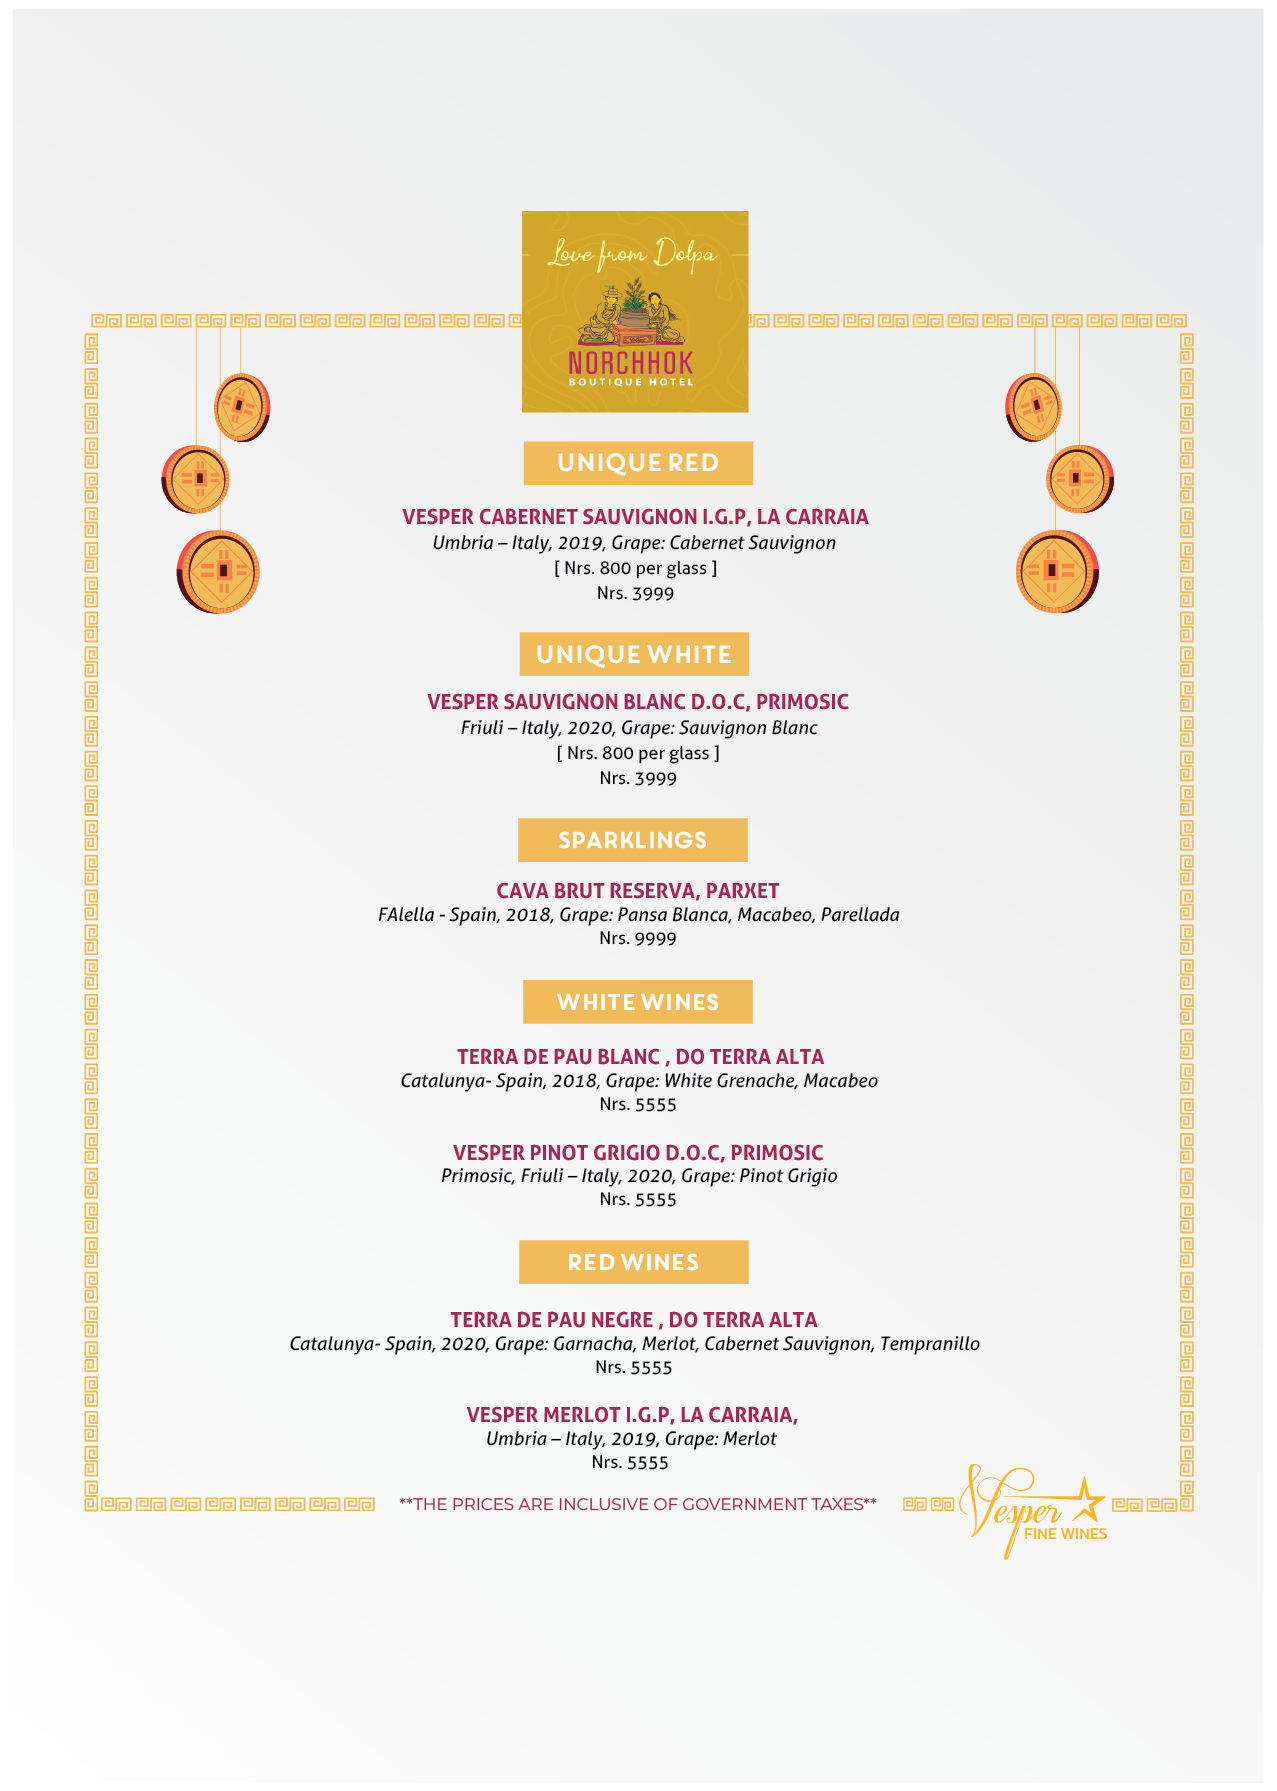 Love from Dolpa
NORCHHOK
BOUTIQUE HOTEL
UNIQUE RED
VESPER CABERNET SAUVIGNON I.G.P, LA CARRAIA
Umbria – Italy, 2019, Grape: Cabernet Sauvignon
[ Nrs. 800 per glass ]
Nrs. 3999
UNIQUE WHITE
VESPER SAUVIGNON BLANC D.O.C, PRIMOSIC
Friuli – Italy, 2020, Grape: Sauvignon Blanc
[ Nrs. 800 per glass ]
Nrs. 3999
SPARKLINGS
CAVA BRUT RESERVA, PARXET
FAlella - Spain, 2018, Grape: Pansa Blanca, Macabeo, Parellada
Nrs. 9999
WHITE WINES
TERRA DE PAU BLANC , DO TERRA ALTA
Catalunya- Spain, 2018, Grape: White Grenache, Macabeo
Nrs. 5555
VESPER PINOT GRIGIO D.O.C, PRIMOSIC
Primosic, Friuli – Italy, 2020, Grape: Pinot Grigio
Nrs. 5555
RED WINES
TERRA DE PAU NEGRE , DO TERRA ALTA
Catalunya- Spain, 2020, Grape: Garnacha, Merlot, Cabernet Sauvignon, Tempranillo
Nrs. 5555
VESPER MERLOT I.G.P, LA CARRAIA,
Umbria – Italy, 2019, Grape: Merlot
Nrs. 5555
**THE PRICES ARE INCLUSIVE OF GOVERNMENT TAXES**
Vesper
FINE WINES